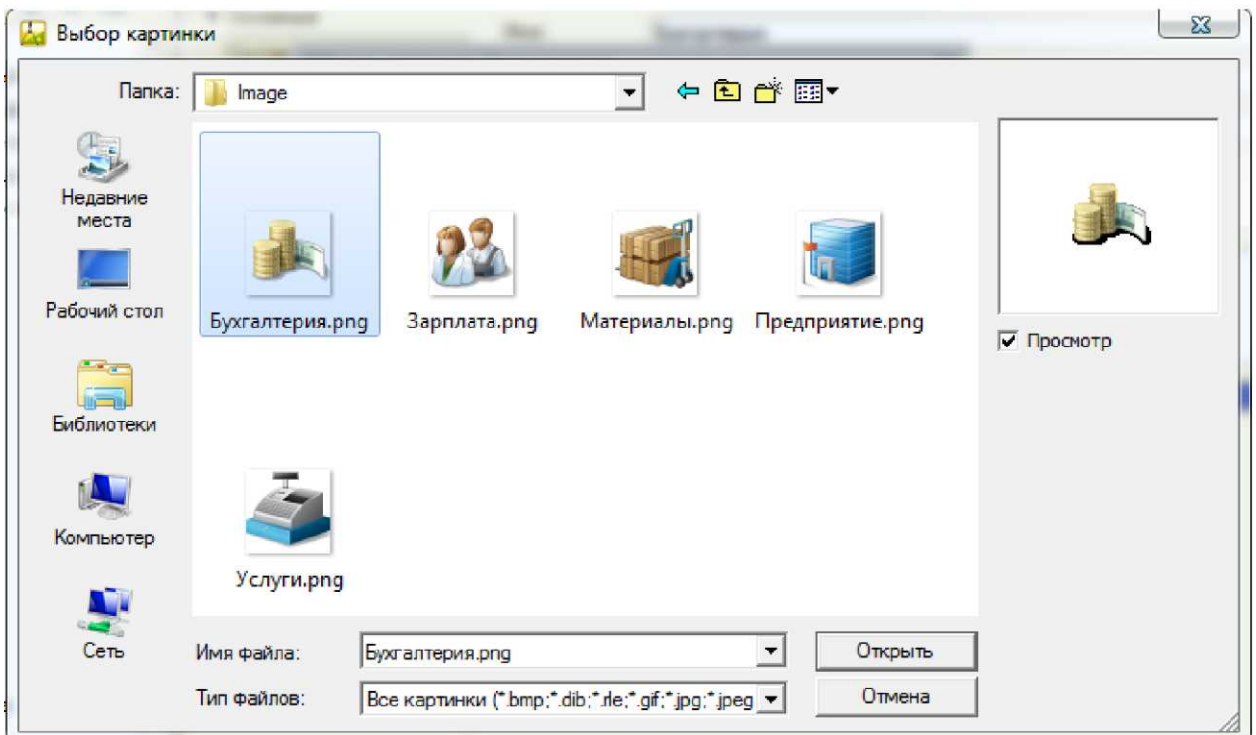 Выбор картинки
Папка:
Image
Недавние
места
Рабочий стол
Библиотеки
Компьютер
Сеть
Бухгалтерия.png
Зарплата.png
Материалы.png
Предприятие.png
Услуги.png
Просмотр
Имя файла:
Бухгалтерия.png
Открыть
Тип файлов:
Все картинки (*.bmp;*.dib;*.rle;*.gif;*.jpg;*.jpeg
Отмена